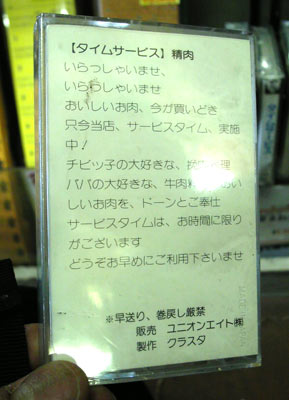 【タイムサービス】精肉
いらっしゃいませ、
いらっしゃいませ
おいしいお肉、今が買いどき
只今当店、サービスタイム、実施
中!
チビッ子の大好きな、 理
パパの大好きな、牛肉料 おい
しいお肉を、ドーンとご奉仕
サービスタイムは、お時間に限り
がございます
どうぞお早めにご利用下さいませ
※早送り、巻戻し厳禁
販売 ユニオンエイト㈱
製作 クラスタ